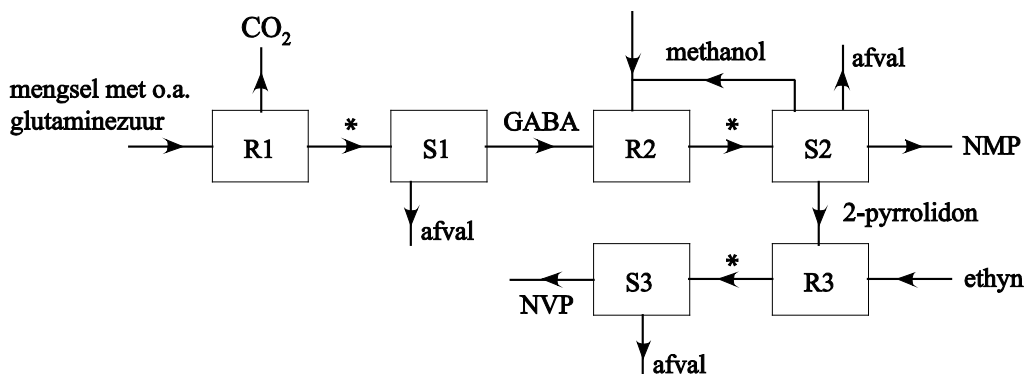 CO₂
mengsel met o.a.
glutaminezuur
R1
*
S1
afval
GABA
R2
methanol
*
S2
afval
NMP
2-pyrrolidon
R3
ethyn
*
S3
NVP
afval